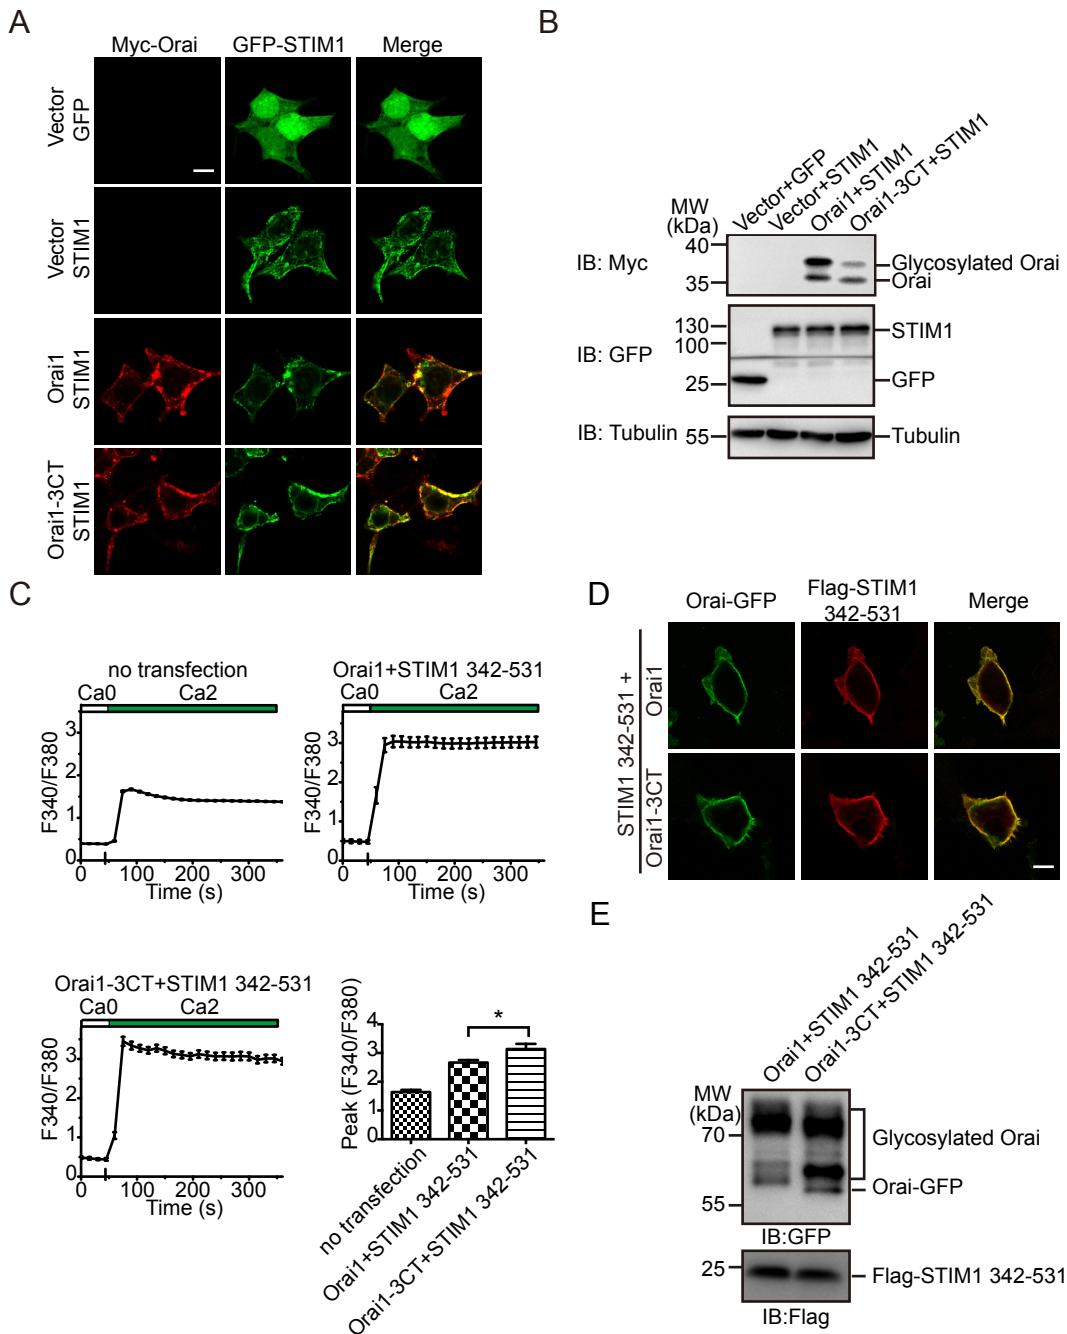 A
Myc-Orai GFP-STIM1 Merge
Vector
GFP
Vector
STIM1
Orai1
STIM1
Orai1-3CT
STIM1
B
Vector+GFP
Vector+STIM1
Orai1+STIM1
Orai1-3CT+STIM1
MW
(kDa)
IB: Myc
40
35
Glycosylated Orai
Orai
IB: GFP
130
100
25
STIM1
GFP
IB: Tubulin
55
Tubulin
C
no transfection
Ca0 Ca2
F340/F380
3
2
1
0
0 100 200 300
Time (s)
Orai1+STIM1 342-531
Ca0 Ca2
F340/F380
3
2
1
0
0 100 200 300
Time (s)
Orai1-3CT+STIM1 342-531
Ca0 Ca2
F340/F380
3
2
1
0
0 100 200 300
Time (s)
Peak (F340/F380)
4
3
2
1
0
*
no transfection
Orai1+STIM1 342-531
Orai1-3CT+STIM1 342-531
D
Orai-GFP Flag-STIM1 342-531 Merge
STIM1 342-531 +
Orai1
Orai1-3CT
E
Orai1+STIM1 342-531
Orai1-3CT+STIM1 342-531
MW
(kDa)
70
55
Glycosylated Orai
Orai-GFP
IB:GFP
25
Flag-STIM1 342-531
IB:Flag